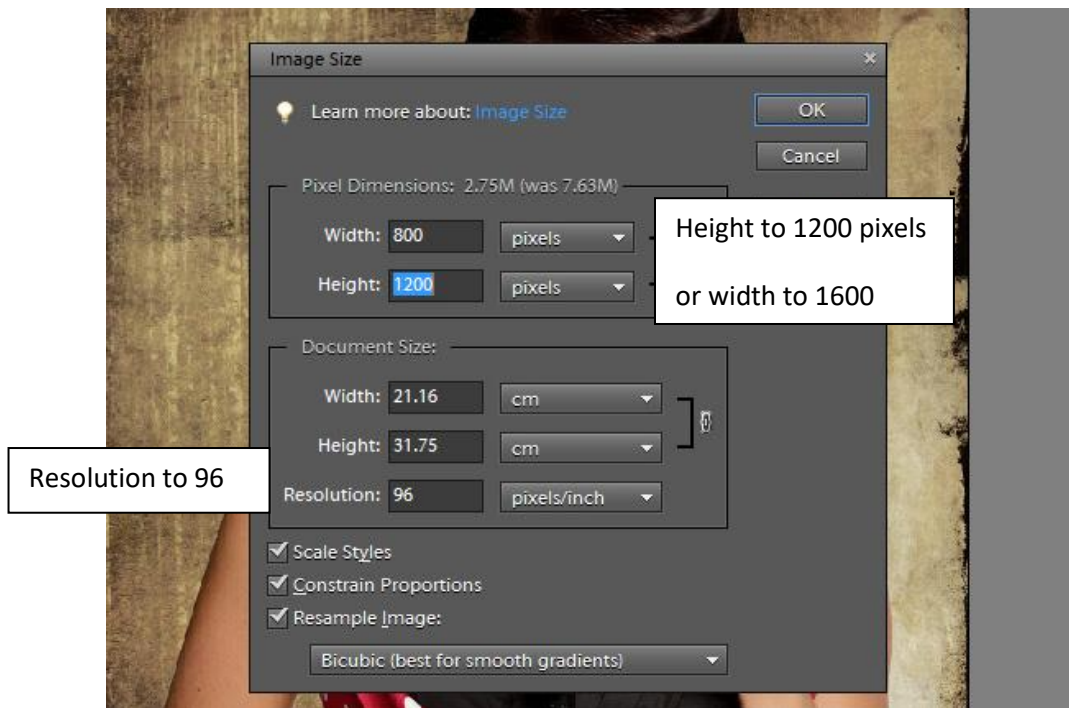 Image Size
Learn more about: Image Size
OK
Cancel
Pixel Dimensions: 2.75M (was 7.63M)
Width: 800 pixels
Height: 1200 pixels
Height to 1200 pixels
or width to 1600
Document Size:
Width: 21.16 cm
Height: 31.75 cm
Resolution to 96
Resolution: 96 pixels/inch
Scale Styles
Constrain Proportions
Resample Image:
Bicubic (best for smooth gradients)